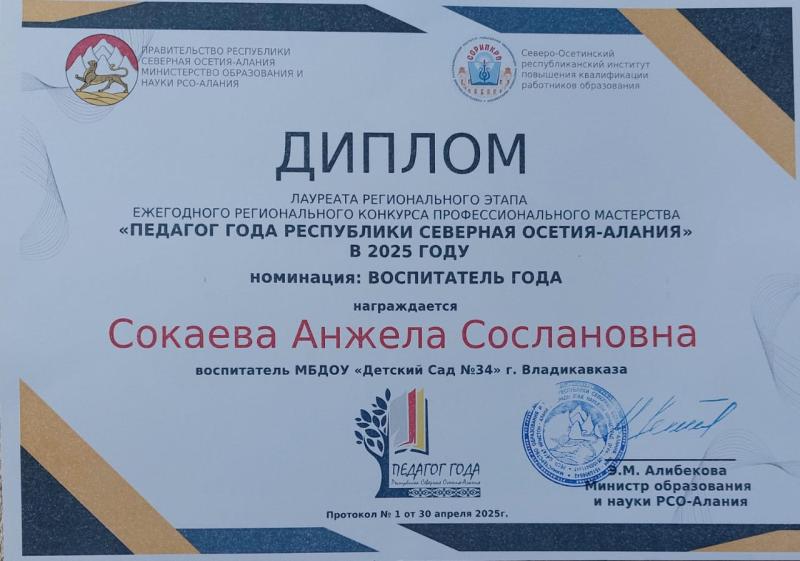 ПРАВИТЕЛЬСТВО РЕСПУБЛИКИ
СЕВЕРНАЯ ОСЕТИЯ-АЛАНИЯ
МИНИСТЕРСТВО ОБРАЗОВАНИЯ И
НАУКИ РСО-АЛАНИЯ
СОРИПКРО
Северо-Осетинский
республиканский институт
повышения квалификации
работников образования
ДИПЛОМ
ЛАУРЕАТА РЕГИОНАЛЬНОГО ЭТАПА
ЕЖЕГОДНОГО РЕГИОНАЛЬНОГО КОНКУРСА ПРОФЕССИОНАЛЬНОГО МАСТЕРСТВА
«ПЕДАГОГ ГОДА РЕСПУБЛИКИ СЕВЕРНАЯ ОСЕТИЯ-АЛАНИЯ»
В 2025 ГОДУ
номинация: ВОСПИТАТЕЛЬ ГОДА
награждается
Сокаева Анжела Сослановна
воспитатель МБДОУ «Детский Сад №34» г. Владикавказа
ПЕДАГОГ ГОДА
Республика Северная Осетия-Алания
Э.М. Алибекова
Министр образования
и науки РСО-Алания
Протокол № 1 от 30 апреля 2025г.